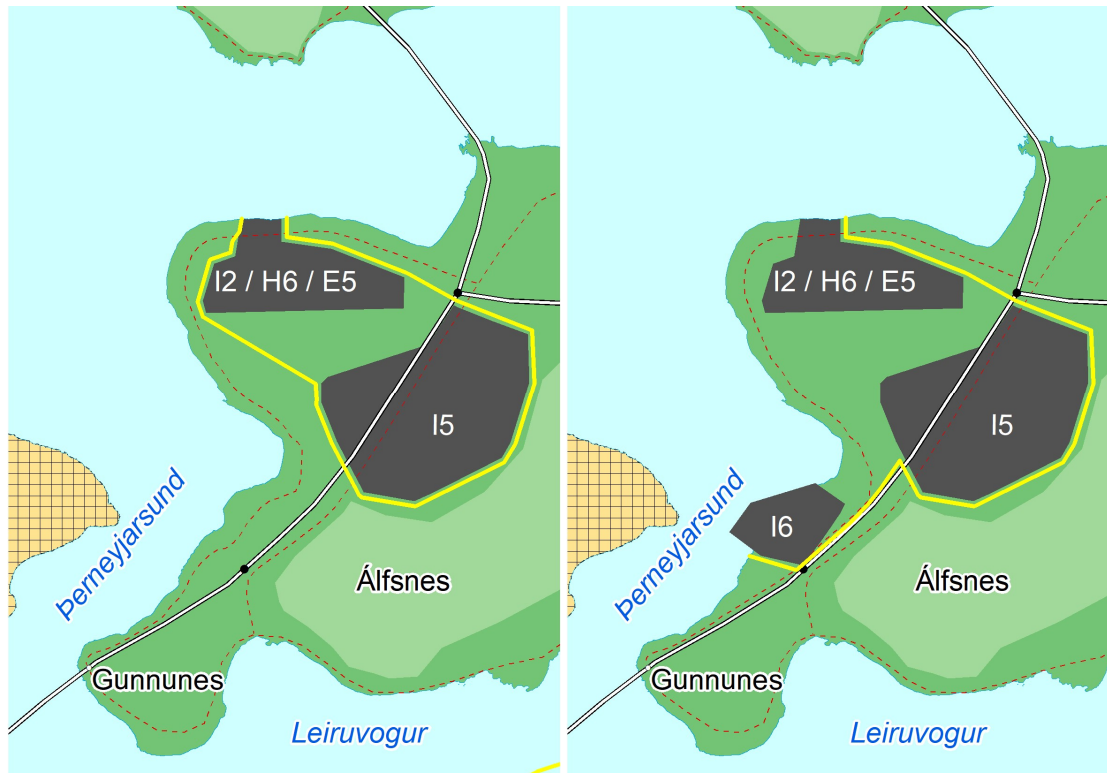 I2 / H6 / E5
I5
Þerneyjarsund
Álfsnes
Gunnunes
Leiruvogur
I2 / H6 / E5
I5
I6
Þerneyjarsund
Álfsnes
Gunnunes
Leiruvogur